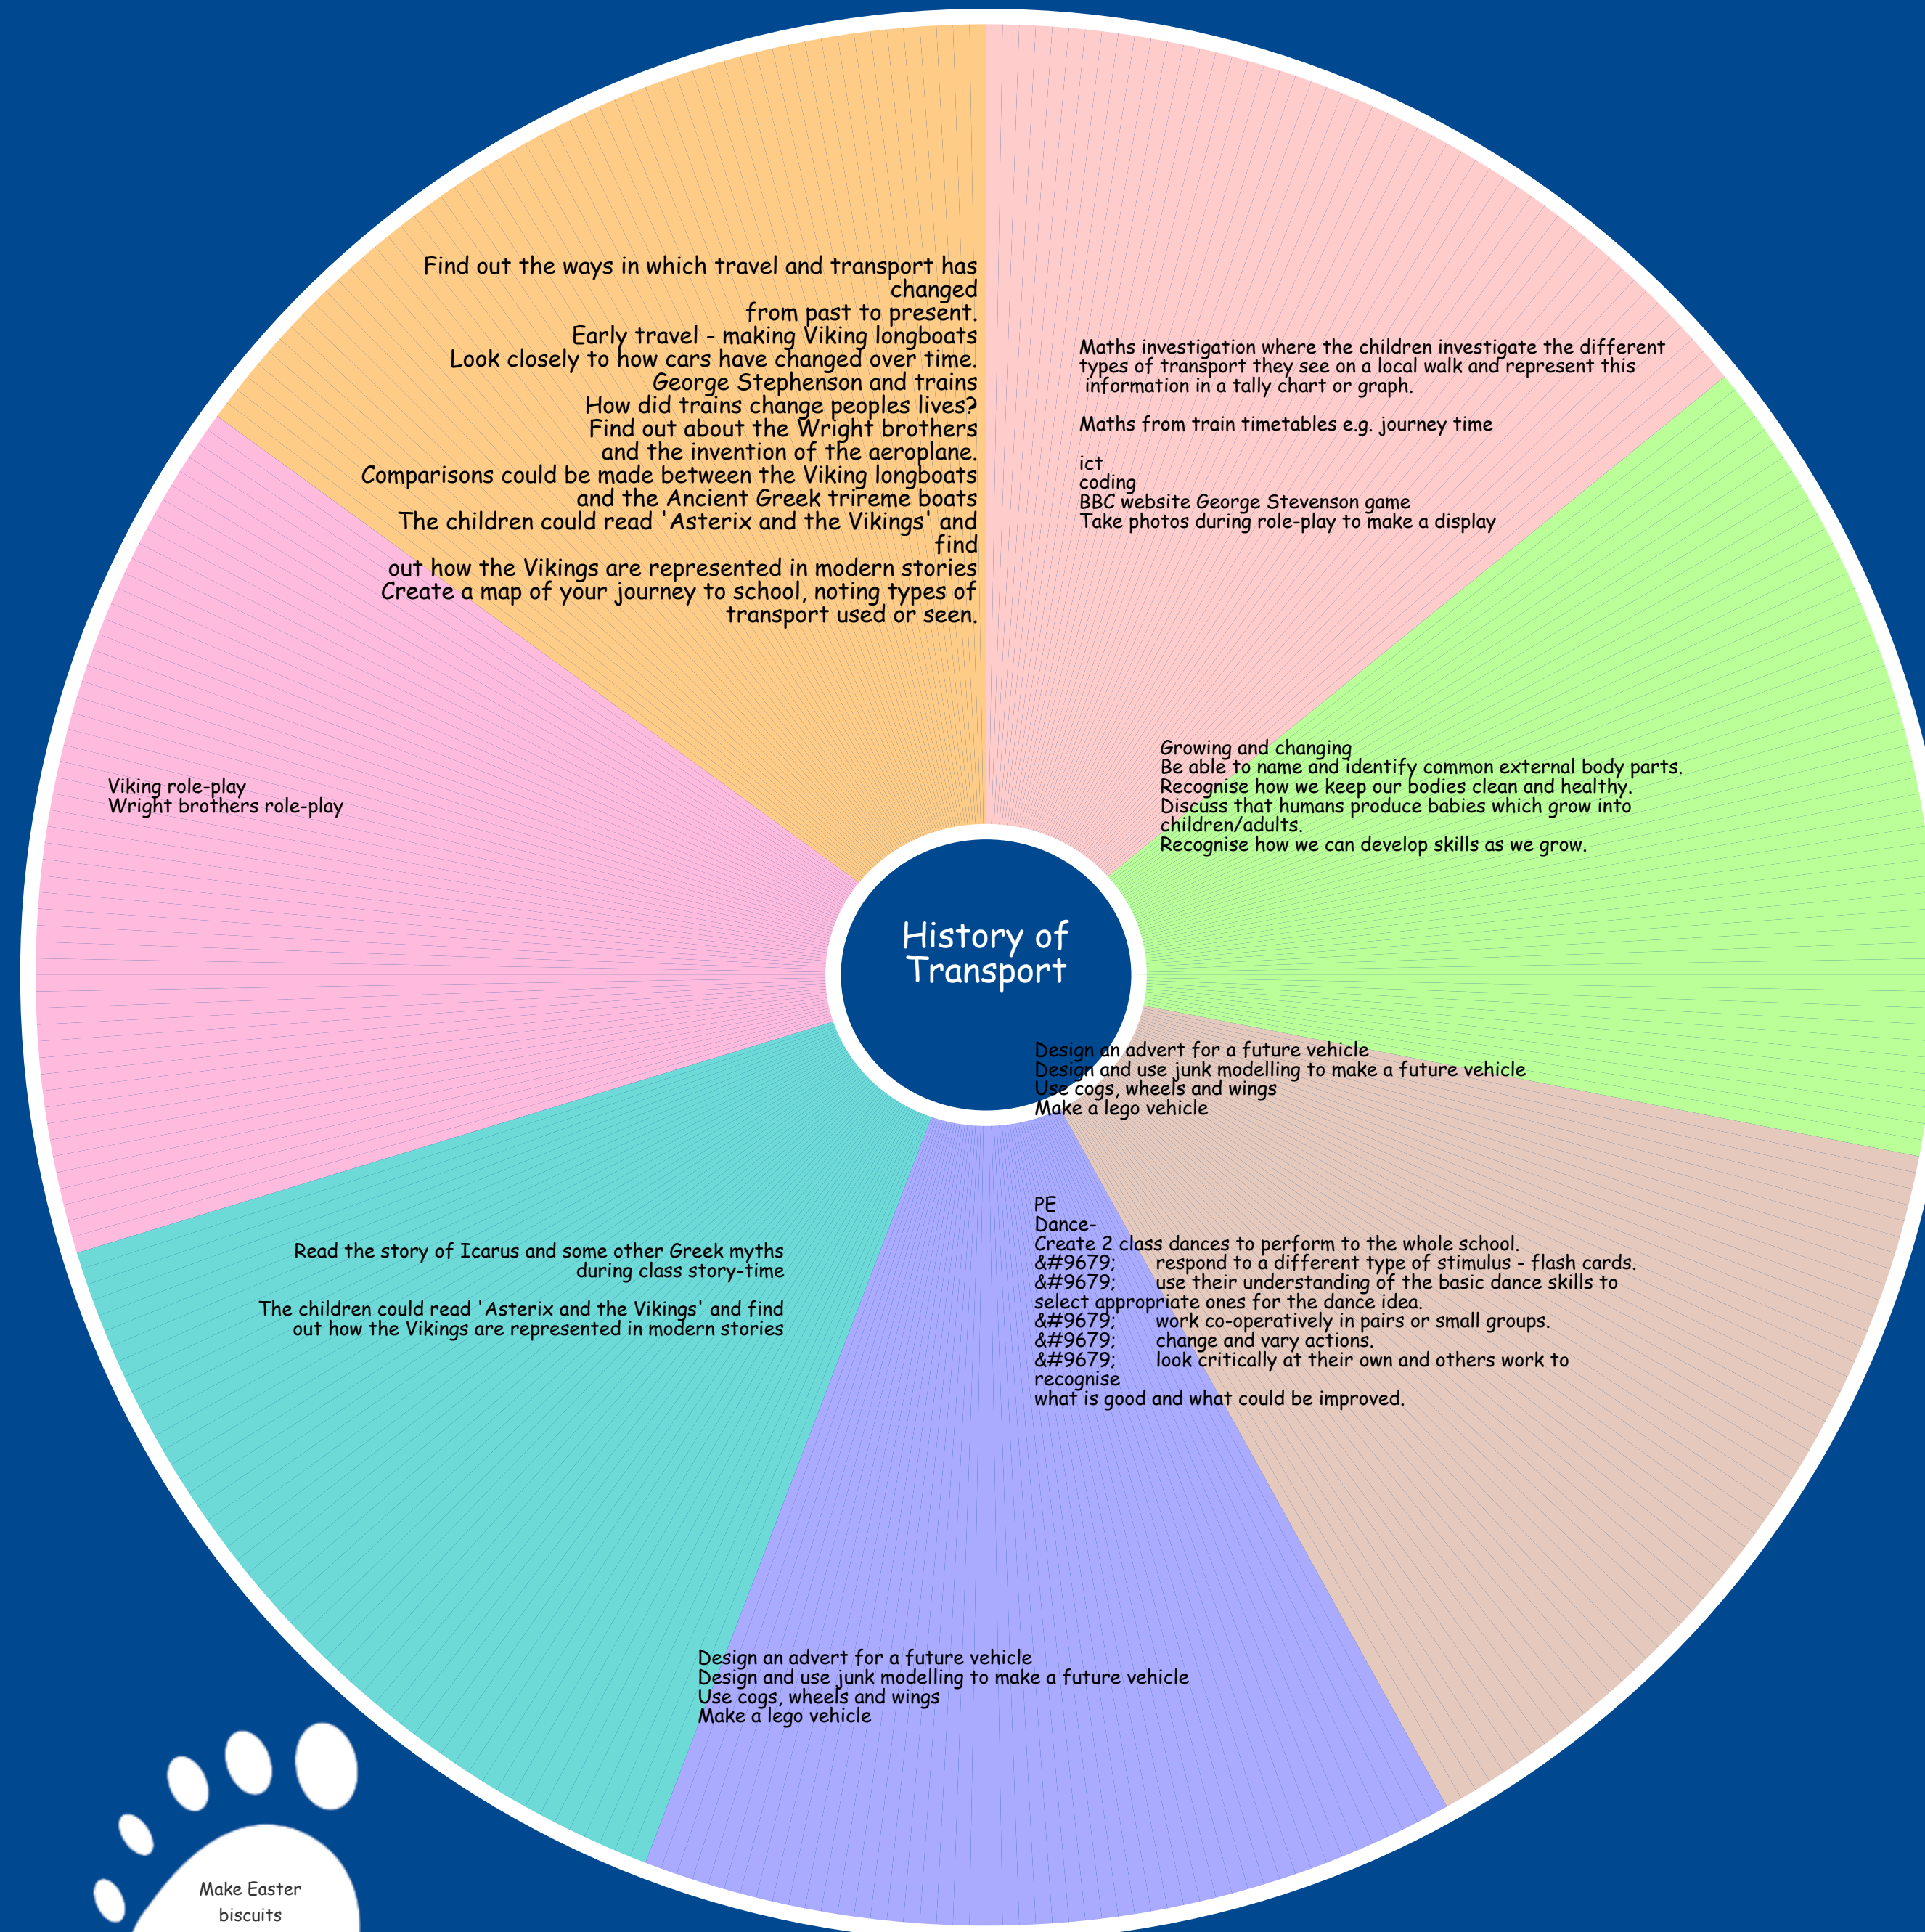 Find out the ways in which travel and transport has
changed
from past to present.
Early travel - making Viking longboats
Look closely to how cars have changed over time.
George Stephenson and trains
How did trains change peoples lives?
Find out about the Wright brothers
and the invention of the aeroplane.
Comparisons could be made between the Viking longboats
and the Ancient Greek trireme boats
The children could read 'Asterix and the Vikings' and
find
out how the Vikings are represented in modern stories
Create a map of your journey to school, noting types of
transport used or seen.
Maths investigation where the children investigate the different
types of transport they see on a local walk and represent this
information in a tally chart or graph.
Maths from train timetables e.g. journey time
ict
coding
BBC website George Stevenson game
Take photos during role-play to make a display
Growing and changing
Be able to name and identify common external body parts.
Recognise how we keep our bodies clean and healthy.
Discuss that humans produce babies which grow into
children/adults.
Recognise how we can develop skills as we grow.
Viking role-play
Wright brothers role-play
History of
Transport
Design an advert for a future vehicle
Design and use junk modelling to make a future vehicle
Use cogs, wheels and wings
Make a lego vehicle
PE
Dance-
Create 2 class dances to perform to the whole school.
&#9679; respond to a different type of stimulus - flash cards.
&#9679; use their understanding of the basic dance skills to
select appropriate ones for the dance idea.
&#9679; work co-operatively in pairs or small groups.
&#9679; change and vary actions.
&#9679; look critically at their own and others work to
recognise
what is good and what could be improved.
Read the story of Icarus and some other Greek myths
during class story-time
The children could read 'Asterix and the Vikings' and find
out how the Vikings are represented in modern stories
Design an advert for a future vehicle
Design and use junk modelling to make a future vehicle
Use cogs, wheels and wings
Make a lego vehicle
Make Easter
biscuits